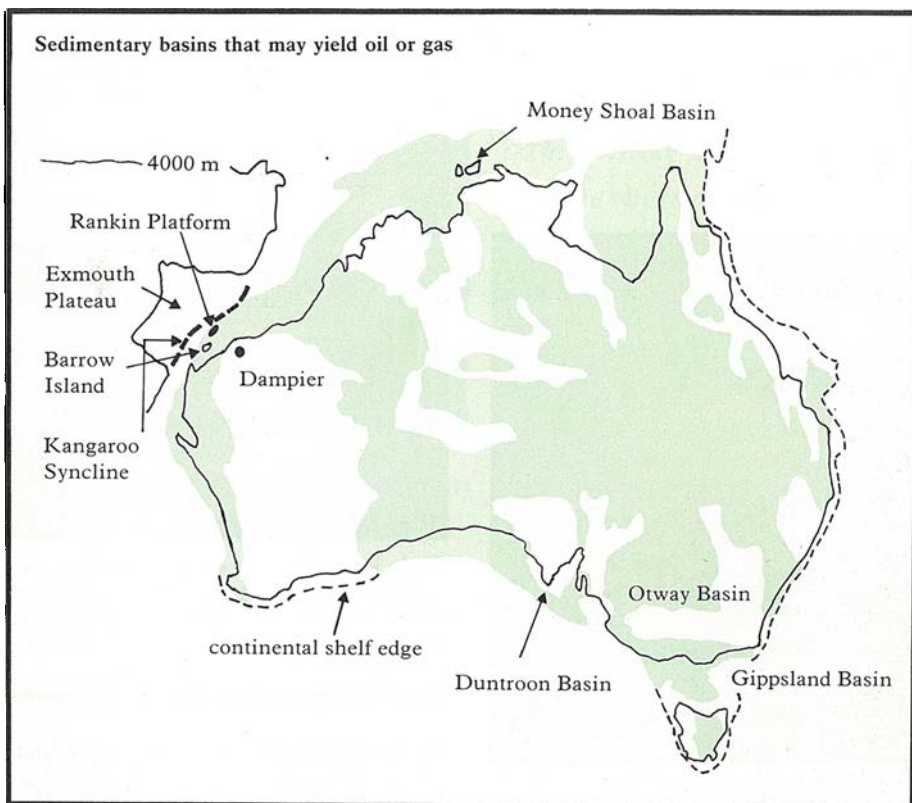 Sedimentary basins that may yield oil or gas
Money Shoal Basin
4000 m
Rankin Platform
Exmouth
Plateau
Barrow
Island
Dampier
Kangaroo
Syncline
Otway Basin
continental shelf edge
Duntroon Basin
Gippsland Basin